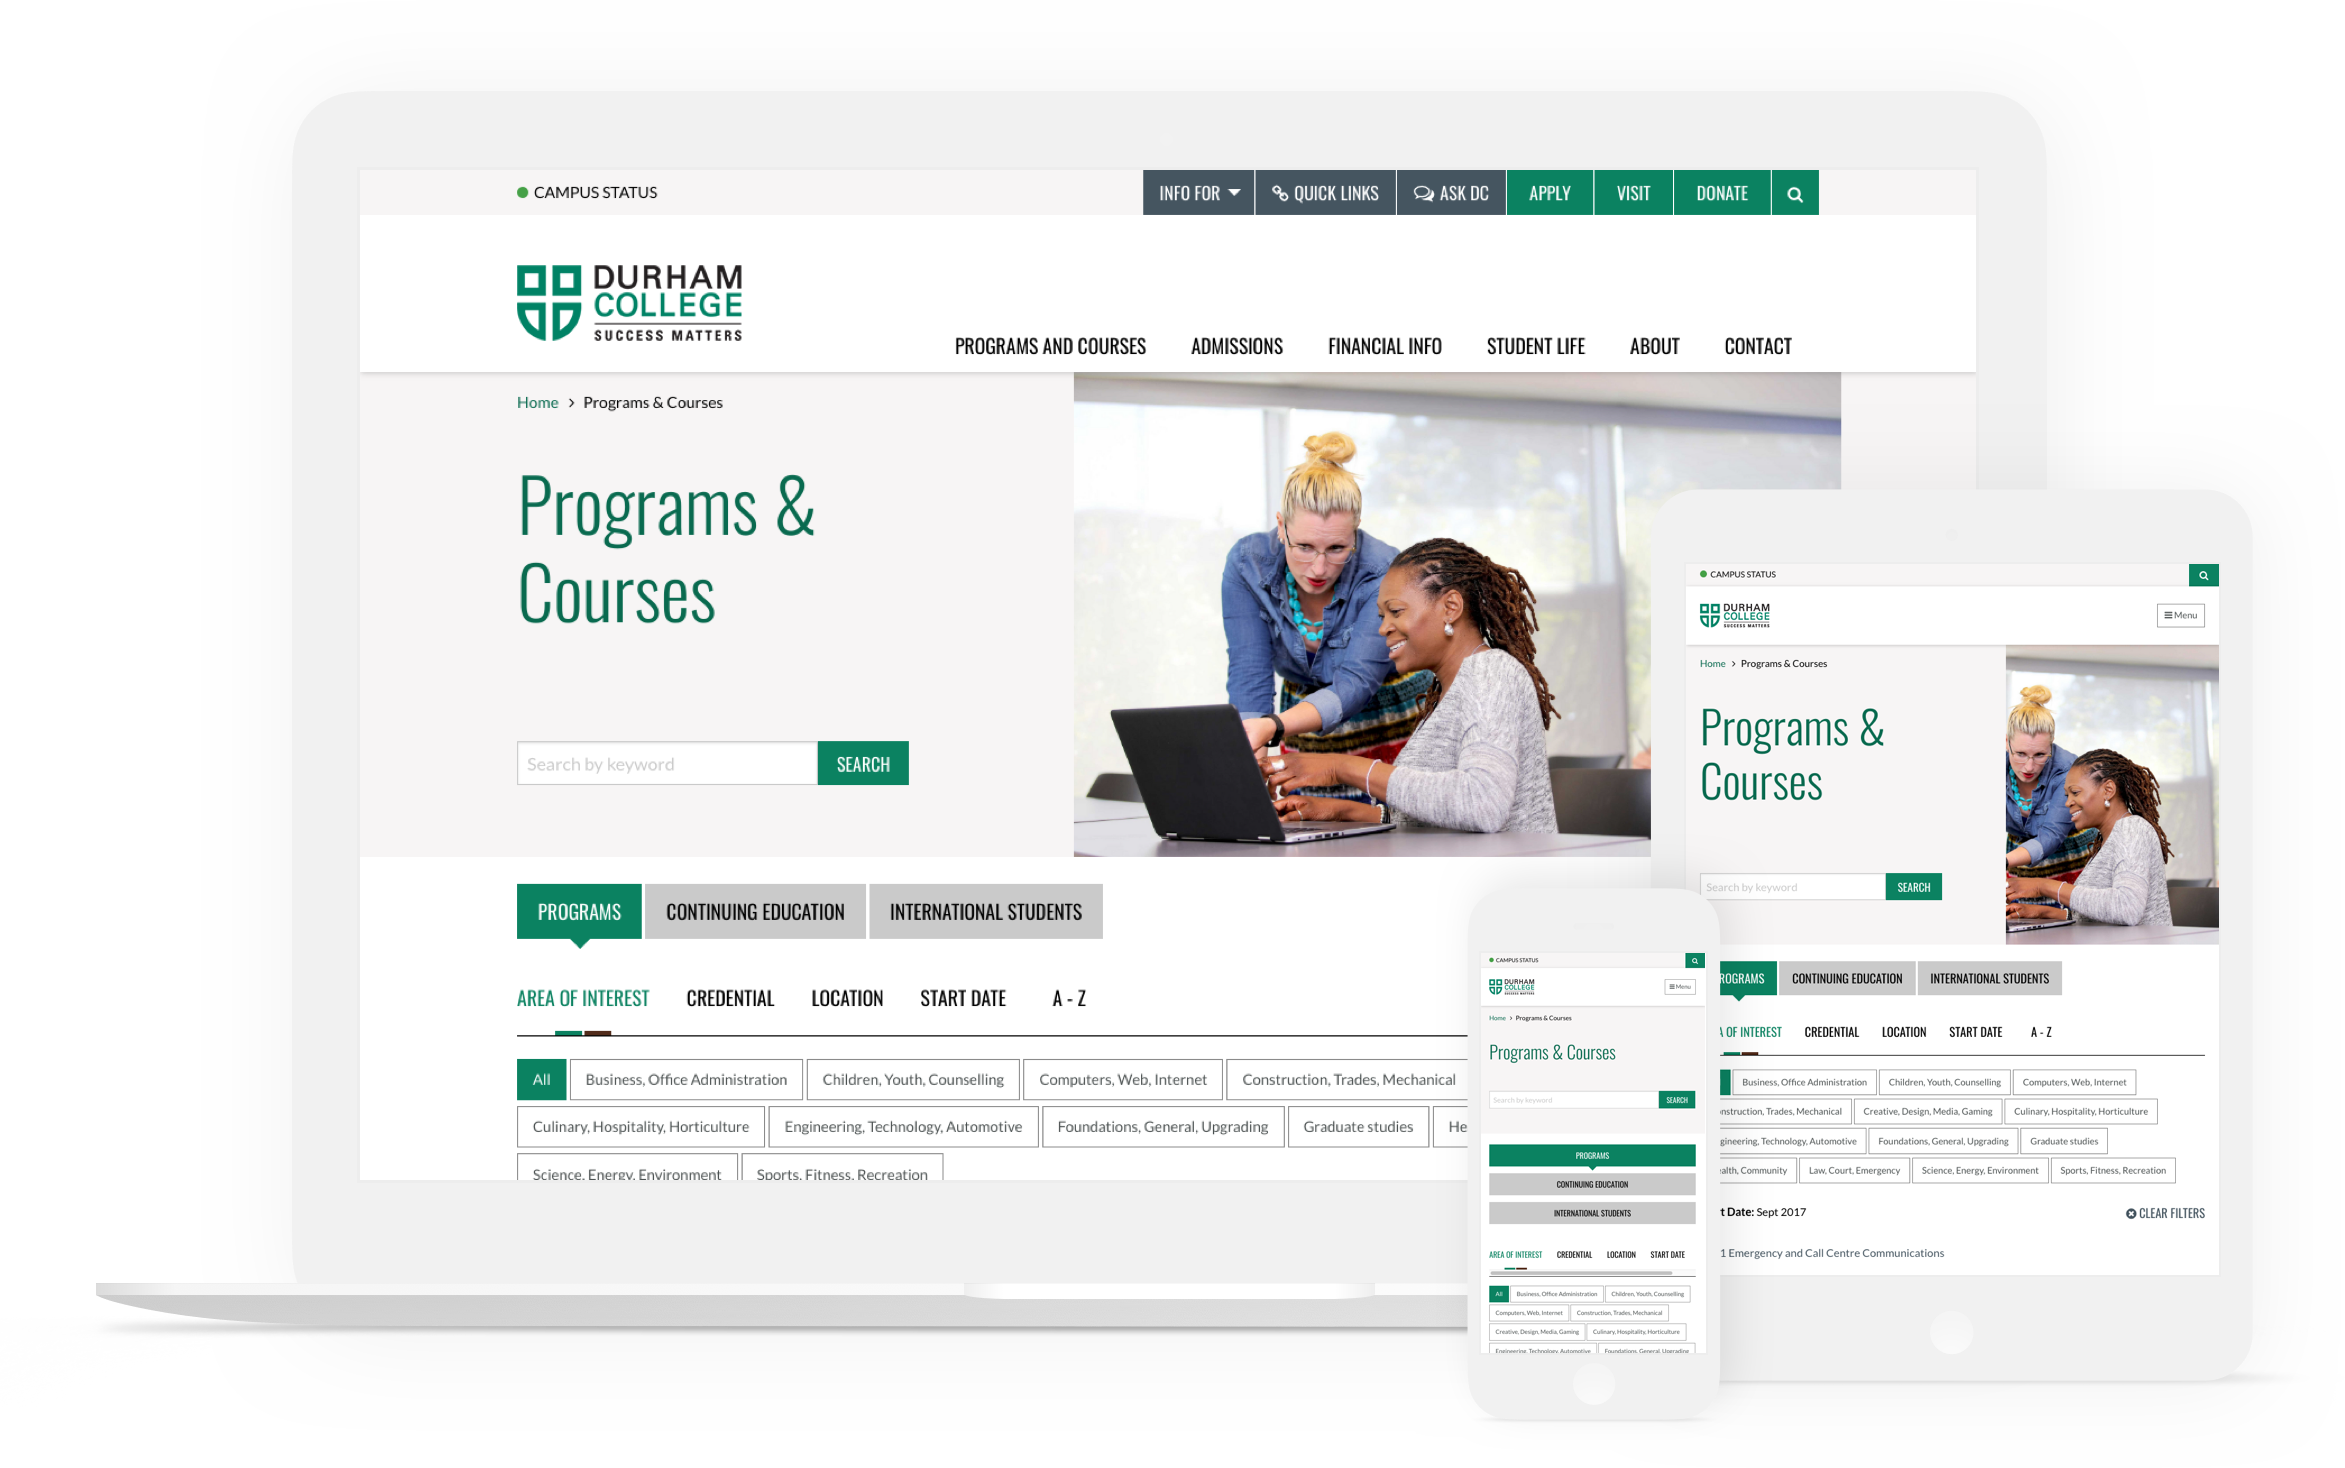 CAMPUS STATUS
INFO FOR QUICK LINKS ASK DC APPLY VISIT DONATE
DURHAM
COLLEGE
SUCCESS MATTERS
PROGRAMS AND COURSES ADMISSIONS FINANCIAL INFO STUDENT LIFE ABOUT CONTACT
Home > Programs & Courses
Programs &
Courses
Search by keyword SEARCH
PROGRAMS CONTINUING EDUCATION INTERNATIONAL STUDENTS
AREA OF INTEREST CREDENTIAL LOCATION START DATE A - Z
All Business, Office Administration Children, Youth, Counselling Computers, Web, Internet Construction, Trades, Mechanical
Culinary, Hospitality, Horticulture Engineering, Technology, Automotive Foundations, General, Upgrading Graduate studies He
Science, Energy, Environment Sports, Fitness, Recreation
CAMPUS STATUS
DURHAM
COLLEGE
SUCCESS MATTERS
Menu
Home > Programs & Courses
Programs &
Courses
Search by keyword SEARCH
ROGRAMS CONTINUING EDUCATION INTERNATIONAL STUDENTS
A OF INTEREST CREDENTIAL LOCATION START DATE A - Z
Business, Office Administration Children, Youth, Counselling Computers, Web, Internet
nstruction, Trades, Mechanical Creative, Design, Media, Gaming Culinary, Hospitality, Horticulture
gineering, Technology, Automotive Foundations, General, Upgrading Graduate studies
alth, Community Law, Court, Emergency Science, Energy, Environment Sports, Fitness, Recreation
t Date: Sept 2017 CLEAR FILTERS
1 Emergency and Call Centre Communications
CAMPUS STATUS
DURHAM
COLLEGE
SUCCESS MATTERS
Menu
Home > Programs & Courses
Programs & Courses
Search by keyword SEARCH
PROGRAMS
CONTINUING EDUCATION
INTERNATIONAL STUDENTS
AREA OF INTEREST CREDENTIAL LOCATION START DATE
All Business, Office Administration Children, Youth, Counselling
Computers, Web, Internet Construction, Trades, Mechanical
Creative, Design, Media, Gaming Culinary, Hospitality, Horticulture
Engineering, Technology, Automotive Foundations, General, Upgrading